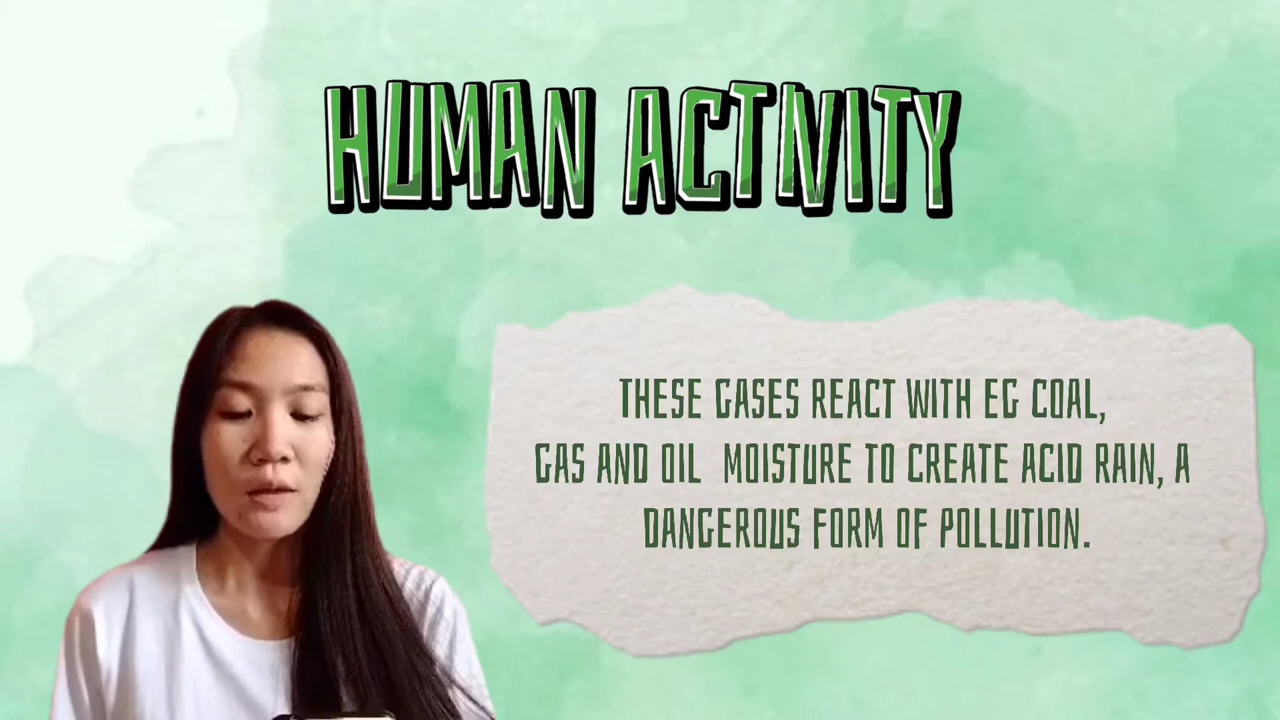 HUMAN ACTIVITY
THESE GASES REACT WITH EG COAL,
GAS AND OIL MOISTURE TO CREATE ACID RAIN, A
DANGEROUS FORM OF POLLUTION.